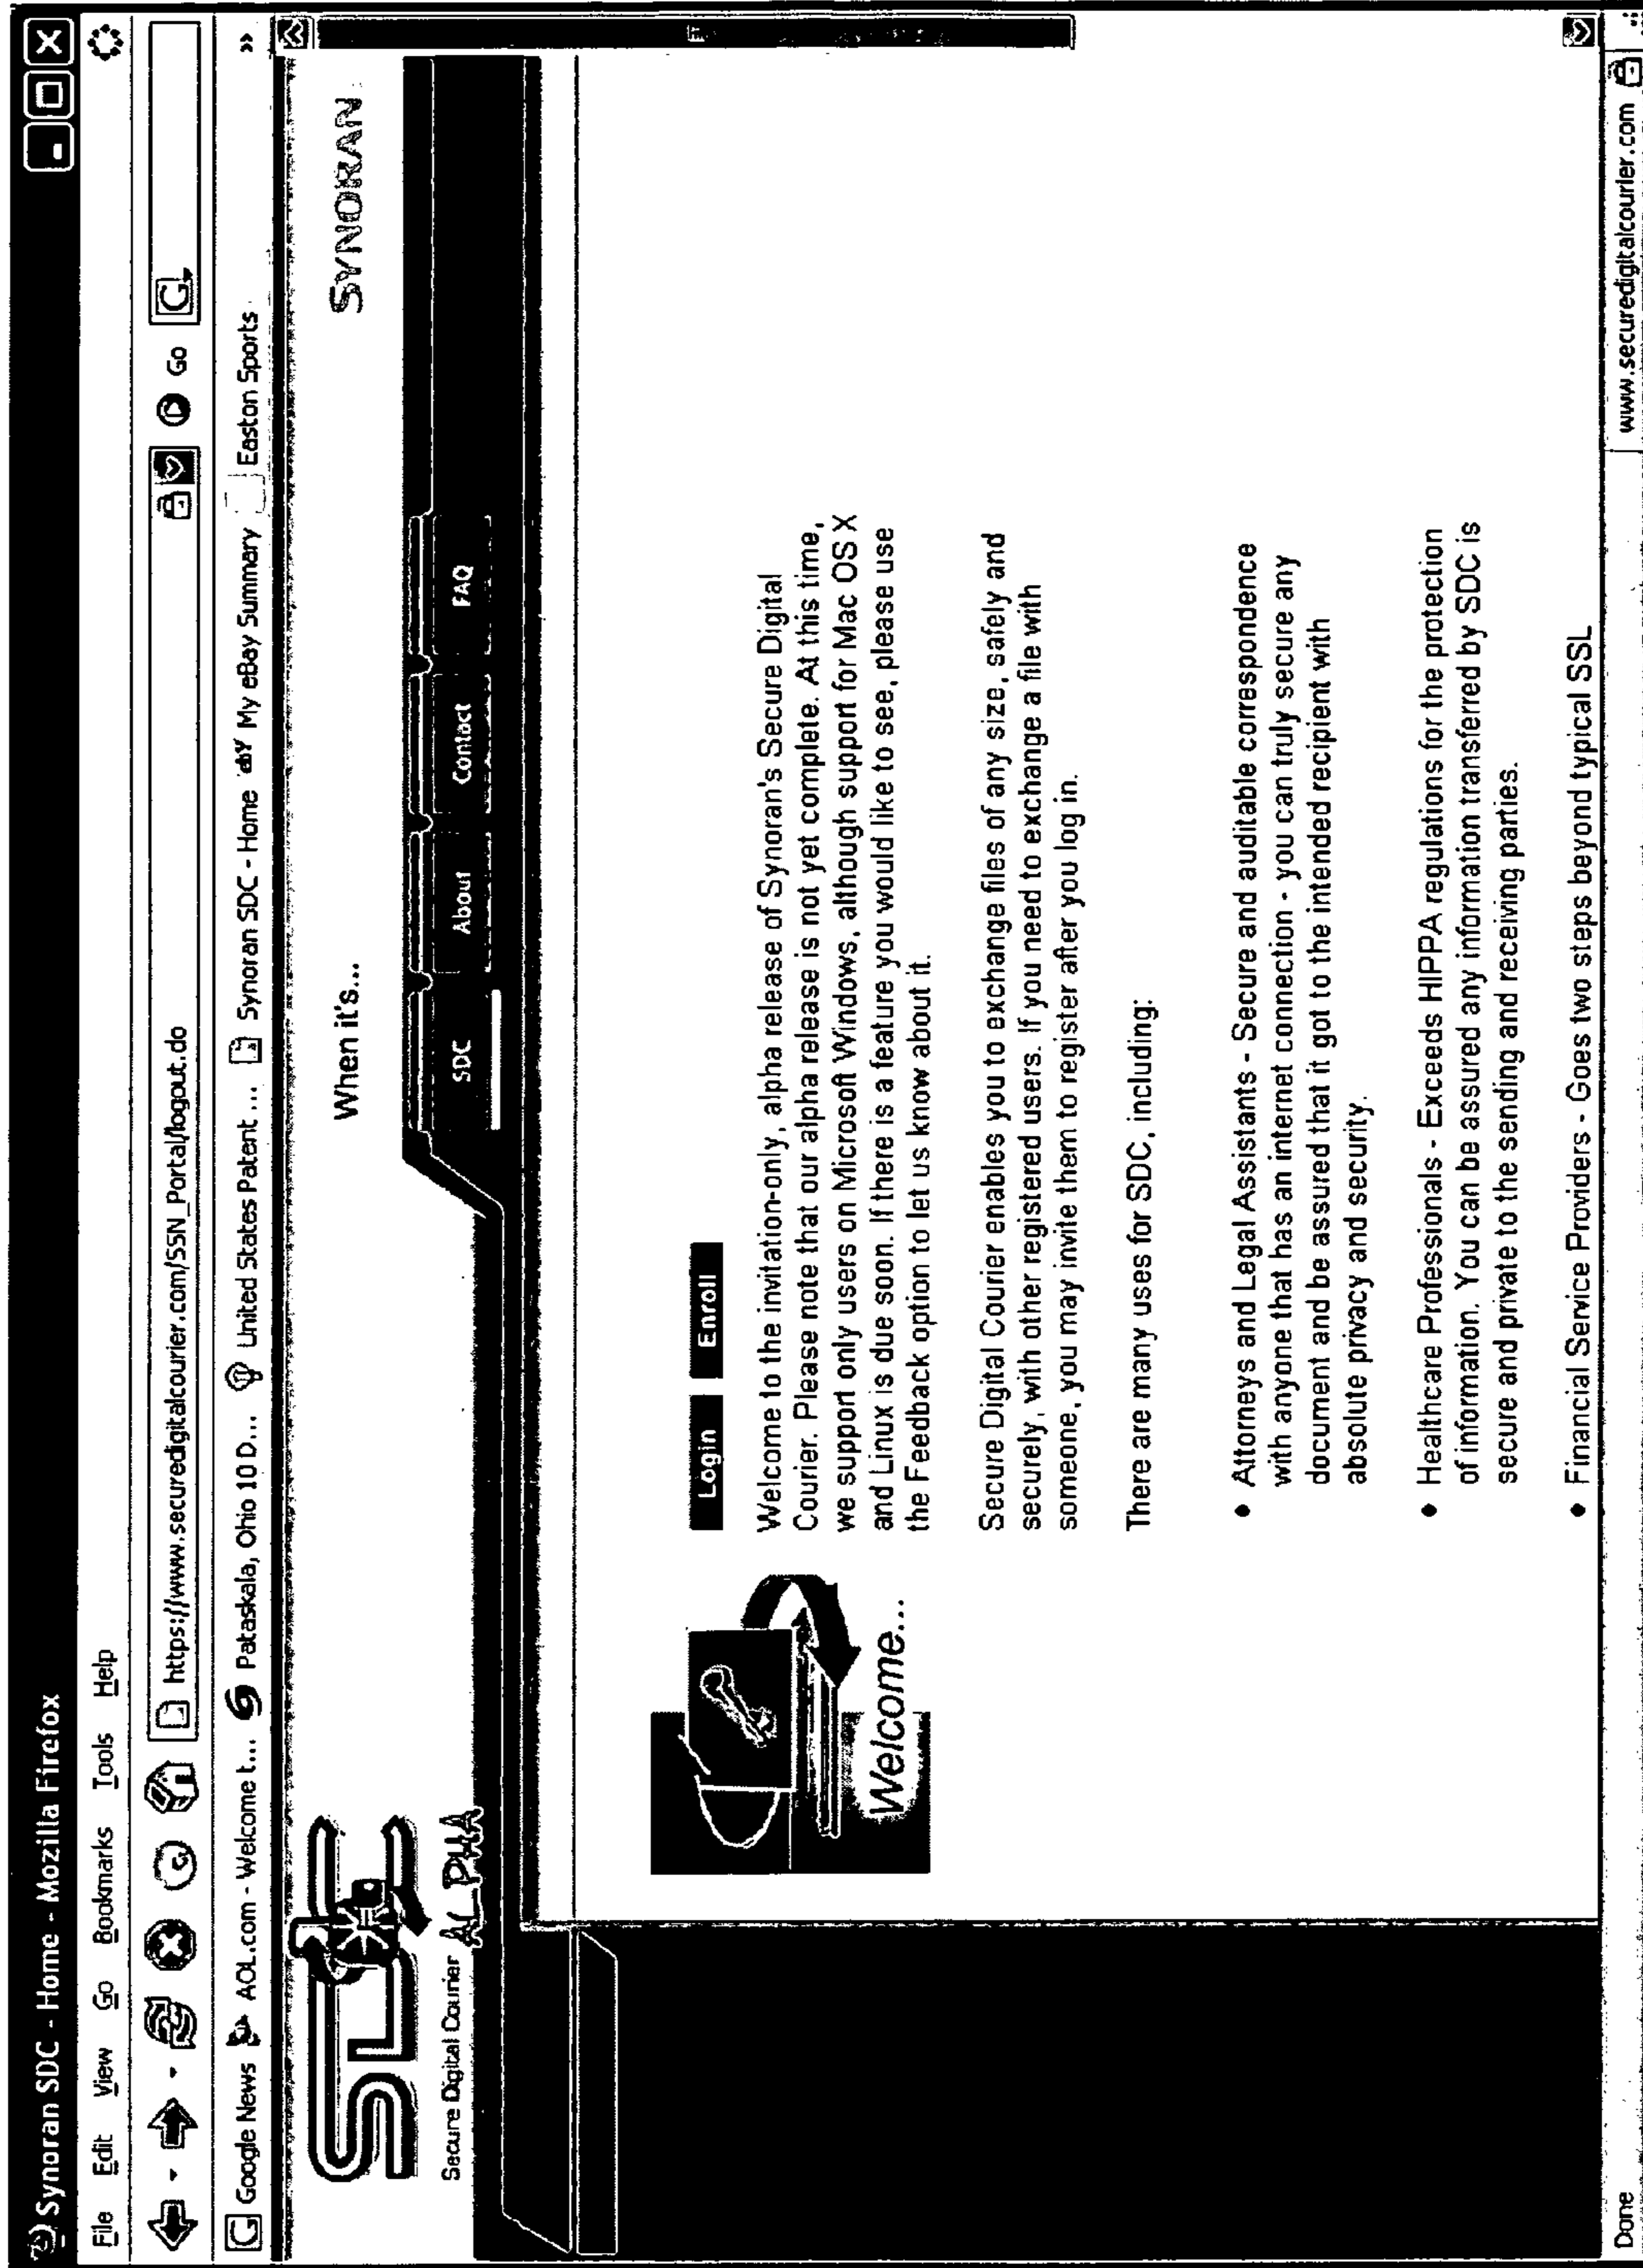 Synoran SDC - Home - Mozilla Firefox
File Edit View Go Bookmarks Tools Help
https://www.securedigitalcourier.com/SSN_Portal/logout.do
Go
G
G Google News AOL.com - Welcome t... Pataskala, Ohio 10 D... United States Patent ... Synoran SDC - Home ebY My eBay Summary Easton Sports »
SDC
Secure Digital Courier ALPHA
When it's...
SYNORAN
SDC About Contact FAQ
Welcome...
Login Enroll
Welcome to the invitation-only, alpha release of Synoran's Secure Digital
Courier. Please note that our alpha release is not yet complete. At this time,
we support only users on Microsoft Windows, although support for Mac OS X
and Linux is due soon. If there is a feature you would like to see, please use
the Feedback option to let us know about it.
Secure Digital Courier enables you to exchange files of any size, safely and
securely, with other registered users. If you need to exchange a file with
someone, you may invite them to register after you log in.
There are many uses for SDC, including:
• Attorneys and Legal Assistants - Secure and auditable correspondence
with anyone that has an internet connection - you can truly secure any
document and be assured that it got to the intended recipient with
absolute privacy and security.
• Healthcare Professionals - Exceeds HIPPA regulations for the protection
of information. You can be assured any information transferred by SDC is
secure and private to the sending and receiving parties.
• Financial Service Providers - Goes two steps beyond typical SSL
Done
www.securedigitalcourier.com